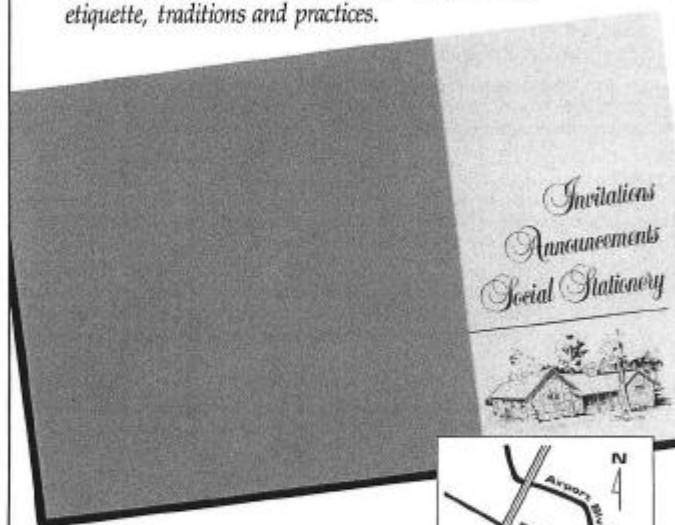 etiquette, traditions and practices.
Invitations
Announcements
Social Stationery
N
Airport